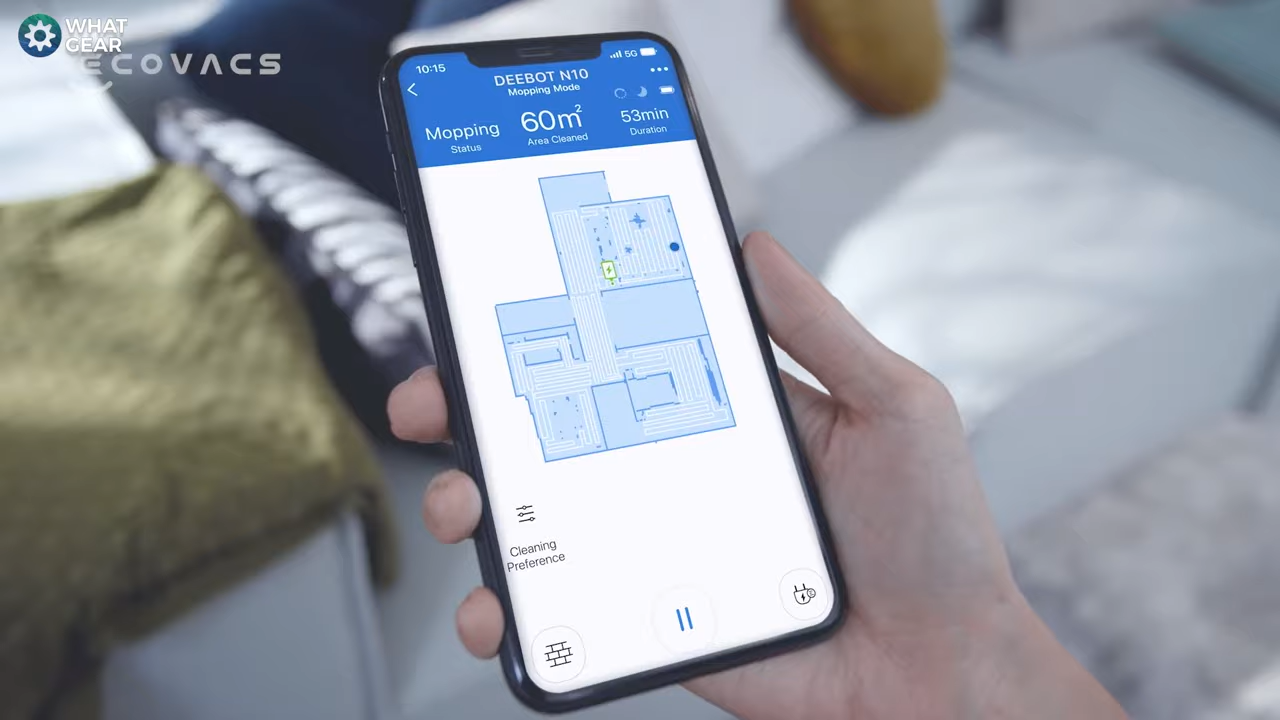 WHAT
GEAR
ECOVACS
10:15
5G
DEEBOT N10
Mopping Mode
Mopping
Status
60m²
Area Cleaned
53min
Duration
Cleaning
Preference